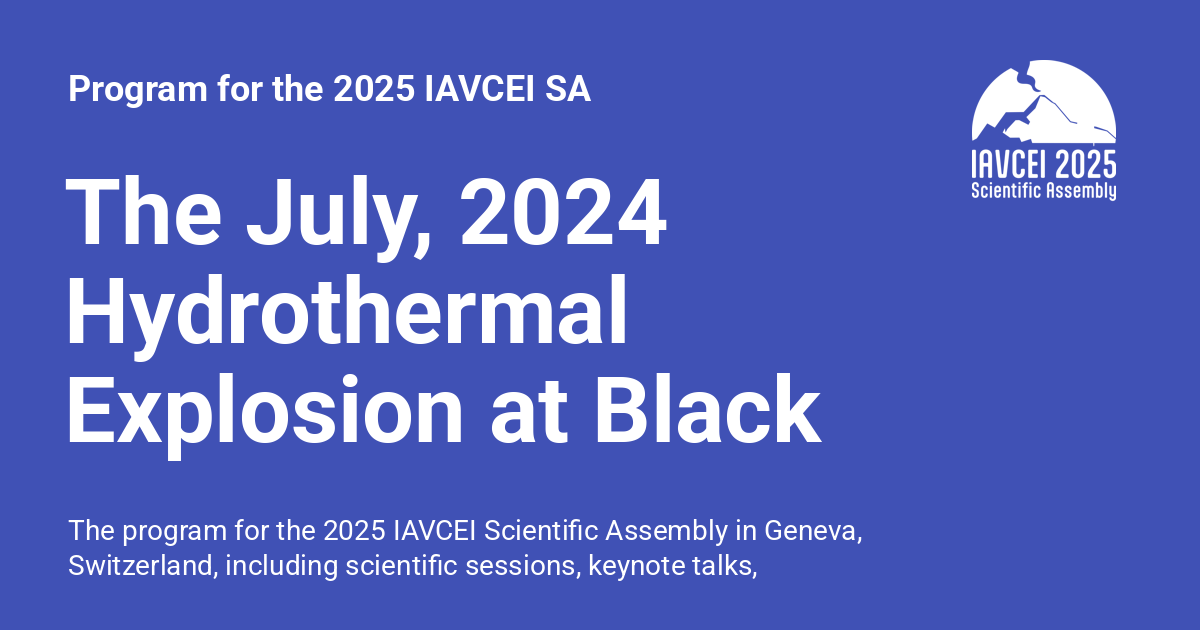 Program for the 2025 IAVCEI SA
IAVCEI 2025
Scientific Assembly
The July, 2024
Hydrothermal
Explosion at Black
The program for the 2025 IAVCEI Scientific Assembly in Geneva,
Switzerland, including scientific sessions, keynote talks,